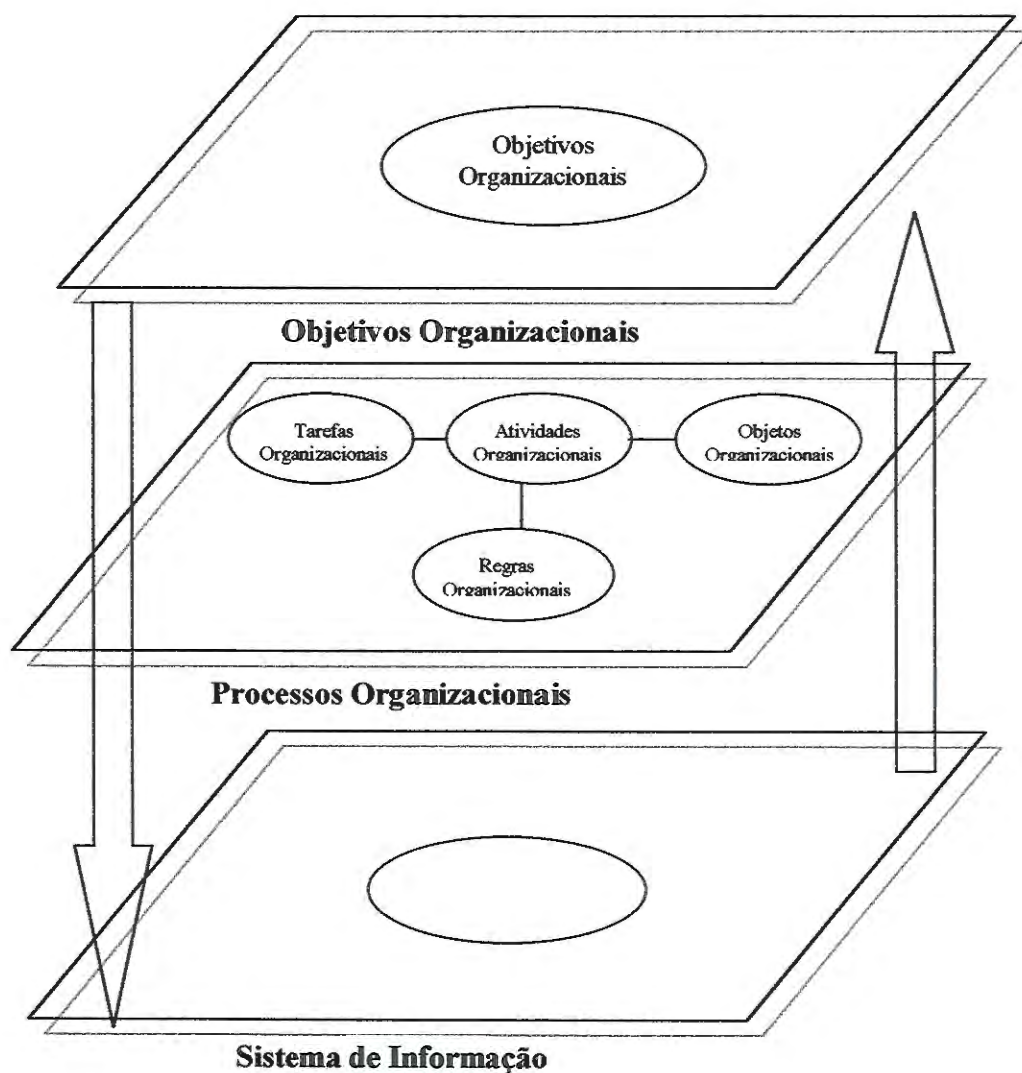 Objetivos
Organizacionais
Objetivos Organizacionais
Tarefas
Organizacionais
Atividades
Organizacionais
Objetos
Organizacionais
Regras
Organizacionais
Processos Organizacionais
Sistema de Informação